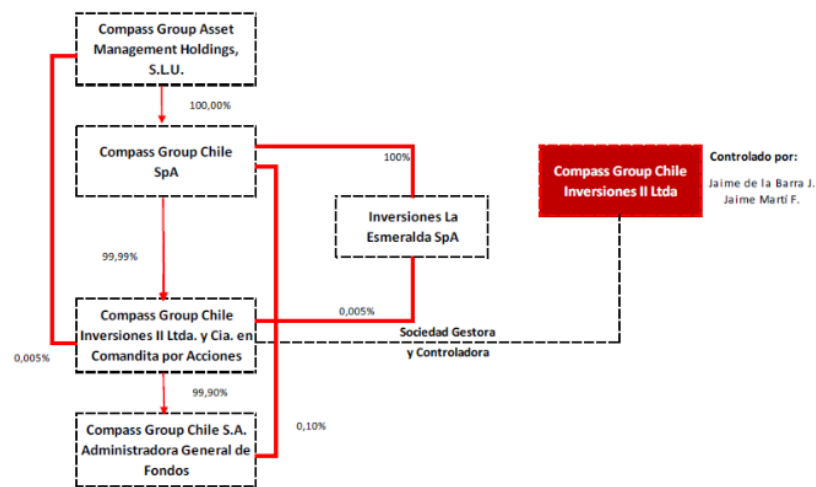 Compass Group Asset
Management Holdings,
S.L.U.
100,00%
Compass Group Chile
SpA
100%
Compass Group Chile
Inversiones II Ltda
Controlado por:
Jaime de la Barra J.
Jaime Martí F.
Inversiones La
Esmeralda SpA
99,99%
Compass Group Chile
Inversiones II Ltda. y Cia. en
Comandita por Acciones
0,005%
Sociedad Gestora
y Controladora
0,005%
99,90%
Compass Group Chile S.A.
Administradora General de
Fondos
0,10%